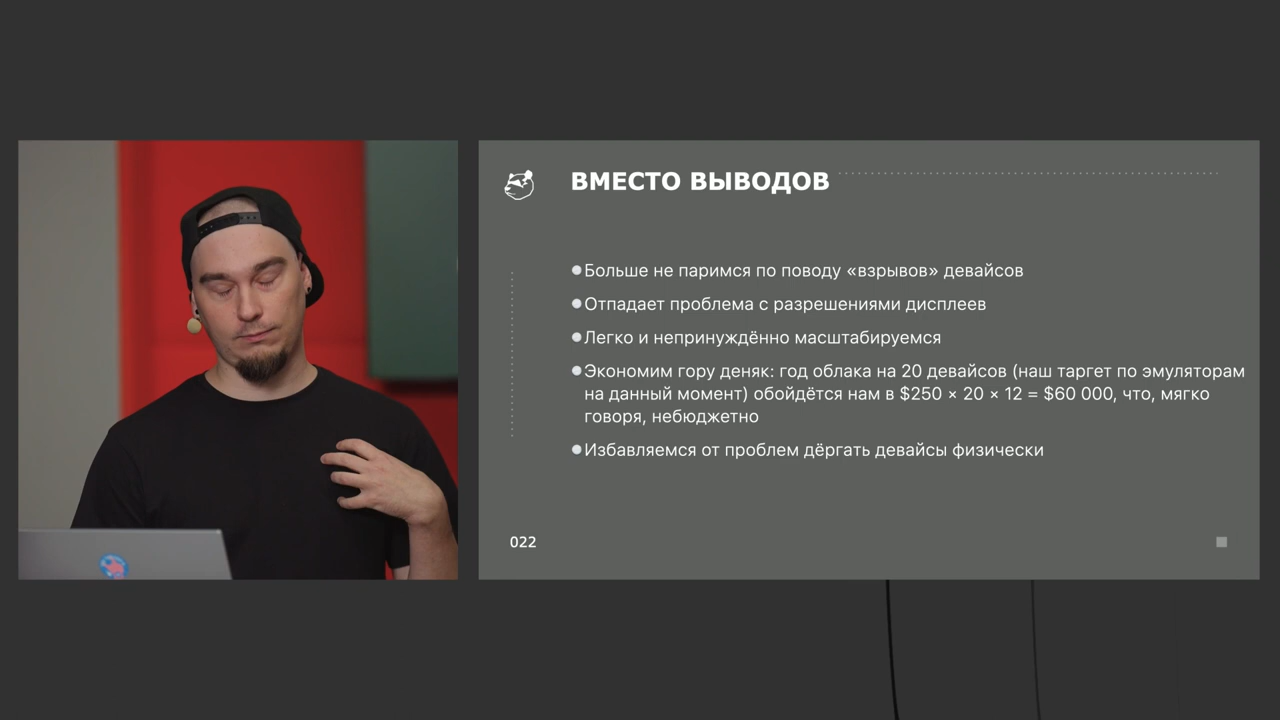 ВМЕСТО ВЫВОДОВ
Больше не паримся по поводу «взрывов» девайсов
Отпадает проблема с разрешениями дисплеев
Легко и непринуждённо масштабируемся
Экономим гору деняк: год облака на 20 девайсов (наш таргет по эмуляторам
на данный момент) обойдётся нам в $250 × 20 × 12 = $60 000, что, мягко
говоря, небюджетно
Избавляемся от проблем дёргать девайсы физически
022